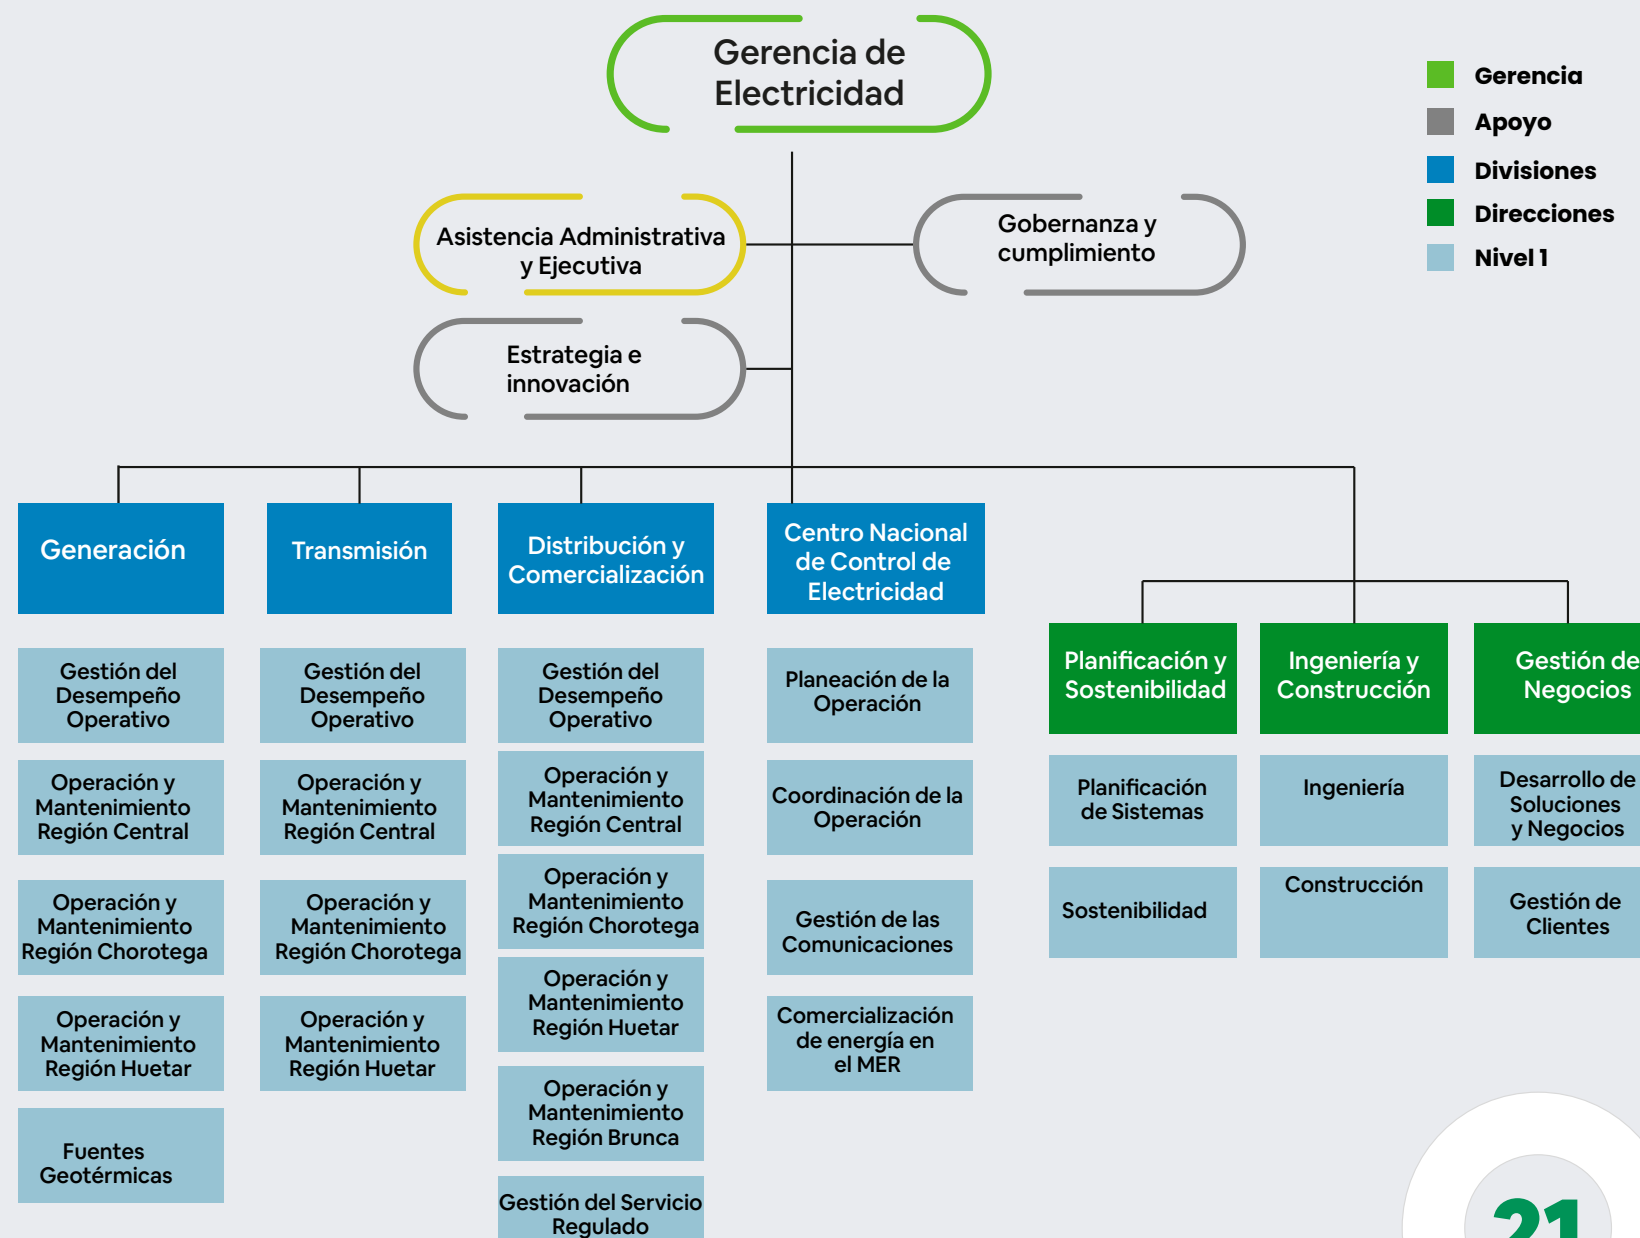 Gerencia de
Electricidad
Gerencia
Apoyo
Divisiones
Direcciones
Nivel 1
Asistencia Administrativa
y Ejecutiva
Gobernanza y
cumplimiento
Estrategia e
innovación
Generación
Transmisión
Distribución y
Comercialización
Centro Nacional
de Control de
Electricidad
Planificación y
Sostenibilidad
Ingeniería y
Construcción
Gestión de
Negocios
Gestión del
Desempeño
Operativo
Operación y
Mantenimiento
Región Central
Operación y
Mantenimiento
Región Chorotega
Operación y
Mantenimiento
Región Huetar
Fuentes
Geotérmicas
Gestión del
Desempeño
Operativo
Operación y
Mantenimiento
Región Central
Operación y
Mantenimiento
Región Chorotega
Operación y
Mantenimiento
Región Huetar
Gestión del
Desempeño
Operativo
Operación y
Mantenimiento
Región Central
Operación y
Mantenimiento
Región Chorotega
Operación y
Mantenimiento
Región Huetar
Operación y
Mantenimiento
Región Brunca
Gestión del Servicio
Regulado
Planeación de la
Operación
Coordinación de la
Operación
Gestión de las
Comunicaciones
Comercialización
de energía en
el MER
Planificación
de Sistemas
Sostenibilidad
Ingeniería
Construcción
Desarrollo de
Soluciones
y Negocios
Gestión de
Clientes
21